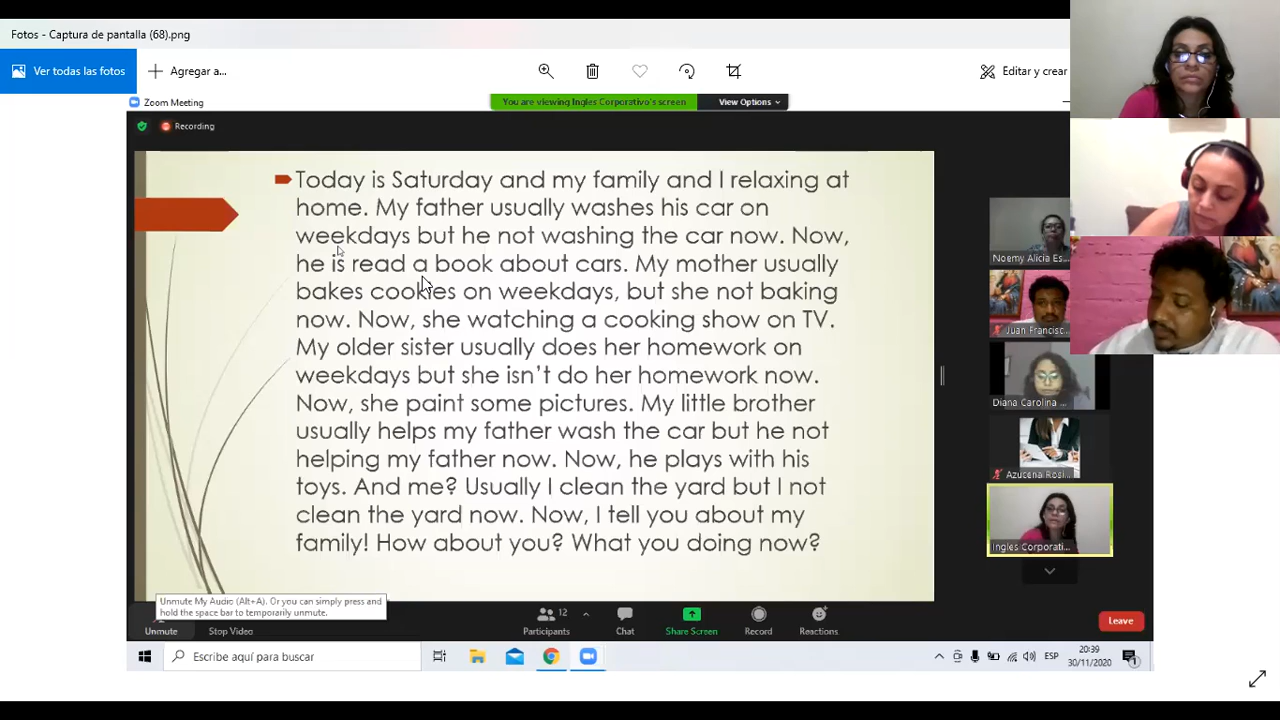 Fotos - Captura de pantalla (68).png
Ver todas las fotos
Agregar a...
Editar y crear
Zoom Meeting
You are viewing Ingles Corporativo's screen
View Options
Recording
Today is Saturday and my family and I relaxing at
home. My father usually washes his car on
weekdays but he not washing the car now. Now,
he is read a book about cars. My mother usually
bakes cookies on weekdays, but she not baking
now. Now, she watching a cooking show on TV.
My older sister usually does her homework on
weekdays but she isn't do her homework now.
Now, she paint some pictures. My little brother
usually helps my father wash the car but he not
helping my father now. Now, he plays with his
toys. And me? Usually I clean the yard but I not
clean the yard now. Now, I tell you about my
family! How about you? What you doing now?
Noemy Alicia Es...
Juan Francisc...
Diana Carolina ...
Azucena Rosi...
Ingles Corporati...
Unmute My Audio (Alt+A). Or you can simply press and
hold the space bar to temporarily unmute.
Unmute
Stop Video
Participants
12
Chat
Share Screen
Record
Reactions
Leave
Escribe aquí para buscar
ESP
20:39
30/11/2020